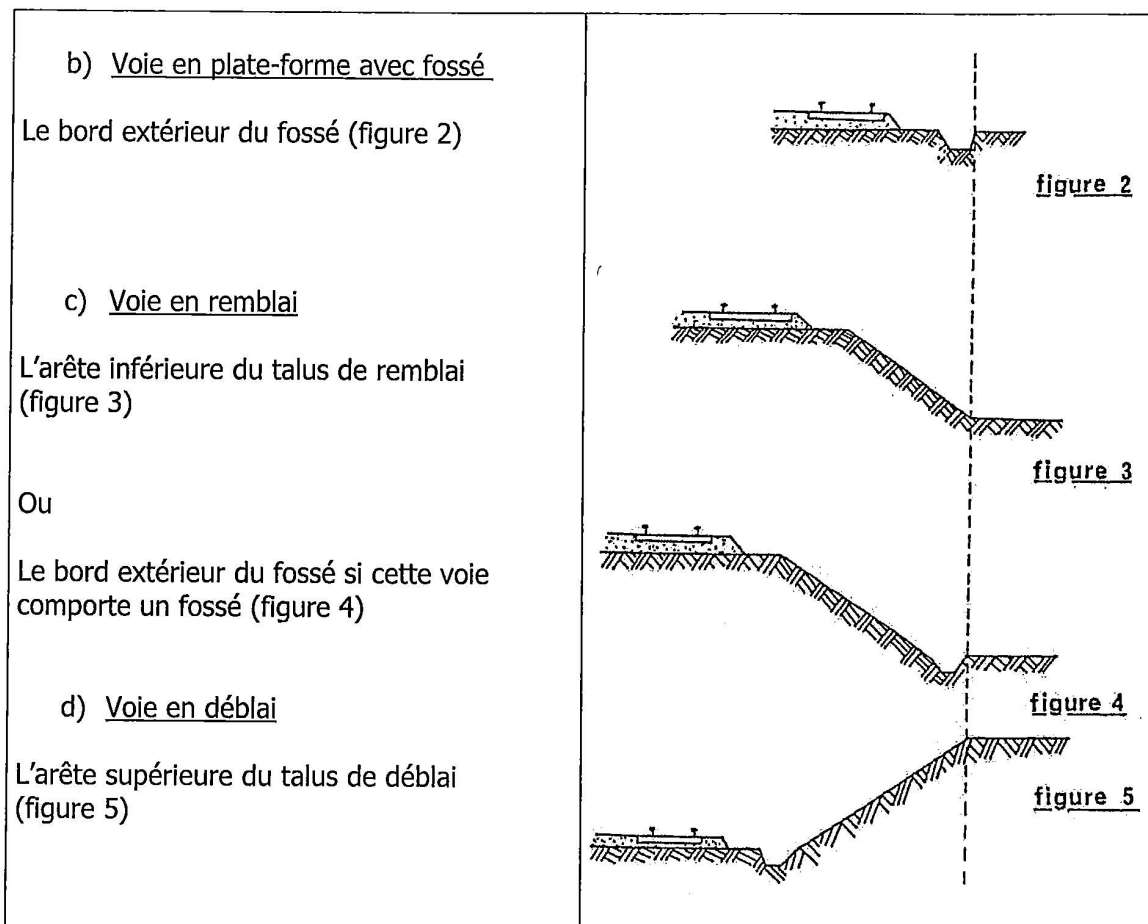 b) Voie en plate-forme avec fossé
Le bord extérieur du fossé (figure 2)
figure 2
c) Voie en remblai
L'arête inférieure du talus de remblai
(figure 3)
figure 3
Ou
Le bord extérieur du fossé si cette voie
comporte un fossé (figure 4)
figure 4
d) Voie en déblai
L'arête supérieure du talus de déblai
(figure 5)
figure 5